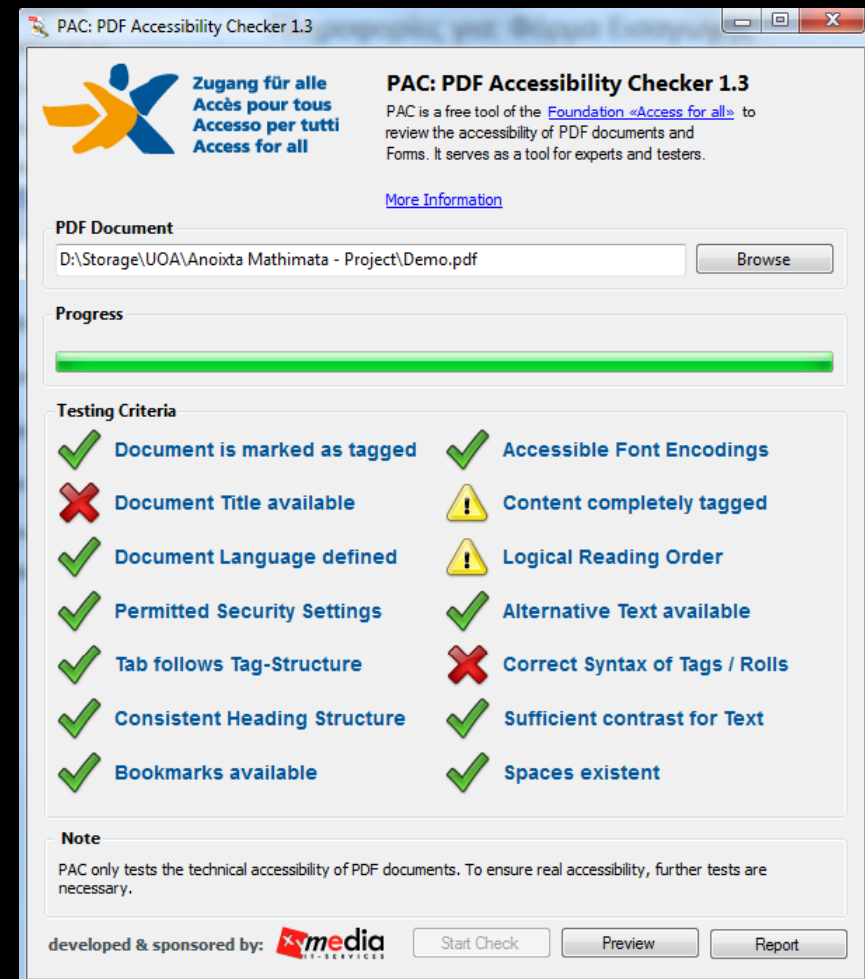 PAC: PDF Accessibility Checker 1.3
Zugang für alle
Accès pour tous
Accesso per tutti
Access for all
PAC: PDF Accessibility Checker 1.3
PAC is a free tool of the Foundation «Access for all» to
review the accessibility of PDF documents and
Forms. It serves as a tool for experts and testers.
More Information
PDF Document
D:\Storage\UOA\Anoixta Mathimata - Project\Demo.pdf
Browse
Progress
Testing Criteria
Document is marked as tagged
Accessible Font Encodings
Document Title available
Content completely tagged
Document Language defined
Logical Reading Order
Permitted Security Settings
Alternative Text available
Tab follows Tag-Structure
Correct Syntax of Tags / Rolls
Consistent Heading Structure
Sufficient contrast for Text
Bookmarks available
Spaces existent
Note
PAC only tests the technical accessibility of PDF documents. To ensure real accessibility, further tests are
necessary.
developed & sponsored by:
xymedia
IT-SERVICES
Start Check
Preview
Report